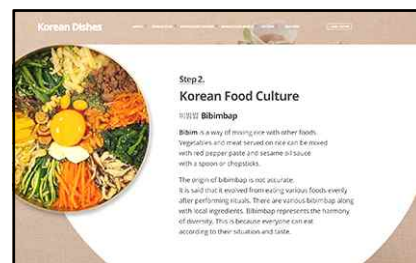 Korean Dishes
Step 2.
Korean Food Culture
비빔밥 Bibimbap
Bibim is a way of mixing rice with other foods.
Vegetables and meat served on rice can be mixed
with red pepper paste and sesame oil sauce
with a spoon or chopsticks.
The origin of bibimbap is not accurate.
It is said that it evolved from eating various foods evenly
after performing rituals. There are various bibimbap along
with local ingredients. Bibimbap represents the harmony
of diversity. This is because everyone can eat
according to their situation and taste.